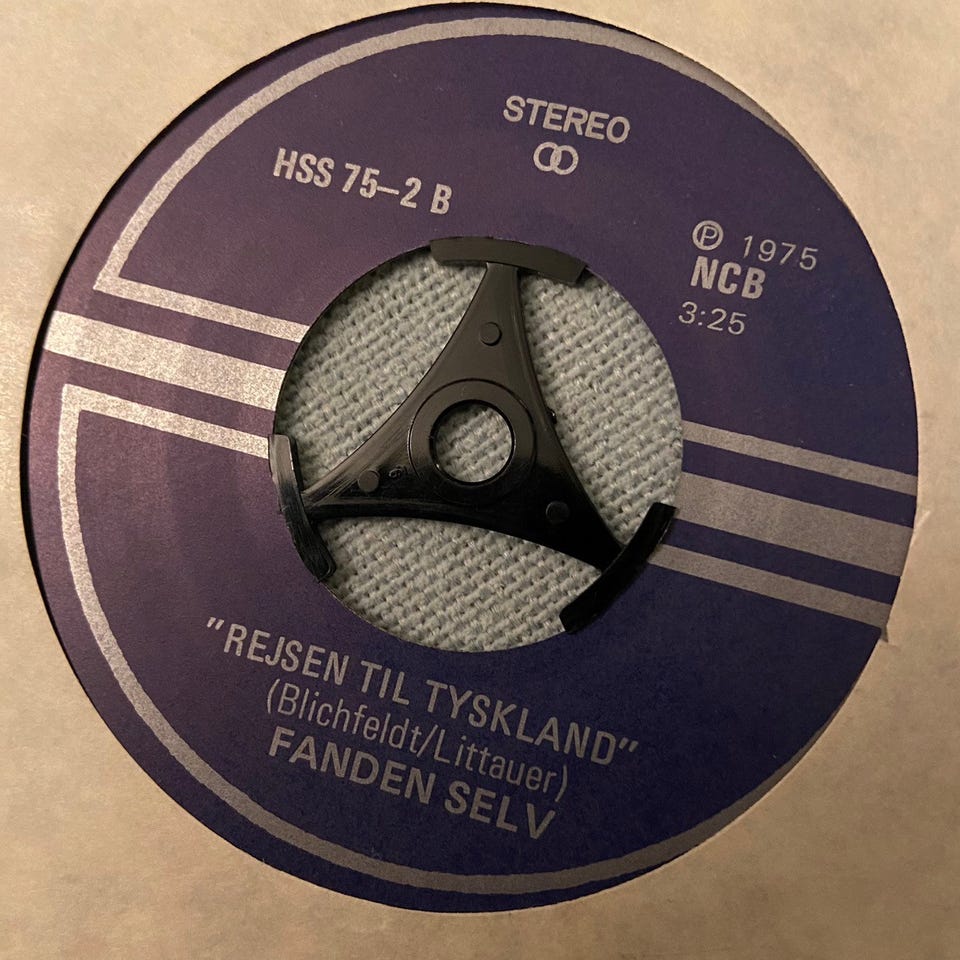 STEREO
HSS 75–2 B
℗ 1975
NCB
3:25
"REJSEN TIL TYSKLAND"
(Blichfeldt/Littauer)
FANDEN SELV